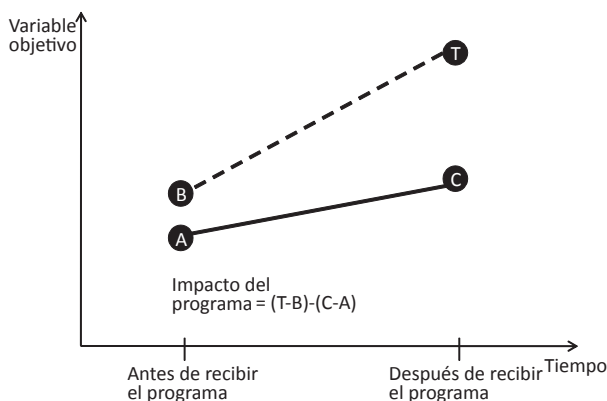 Variable
objetivo
T
B
C
A
Impacto del
programa = (T-B)-(C-A)
Tiempo
Antes de recibir
el programa
Después de recibir
el programa